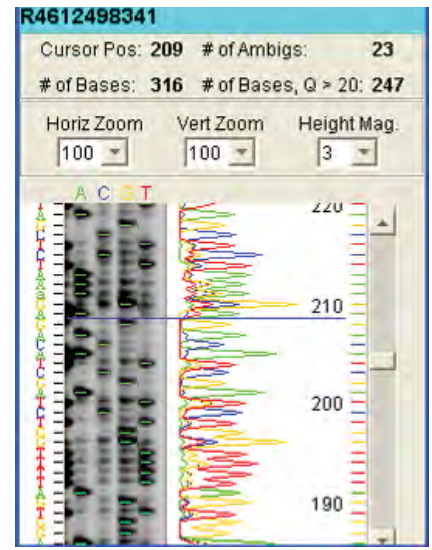 R4612498341
Cursor Pos: 209 # of Ambigs: 23
# of Bases: 316 # of Bases, Q > 20: 247
Horiz Zoom Vert Zoom Height Mag.
100 100 3
A C G T
220
210
200
190